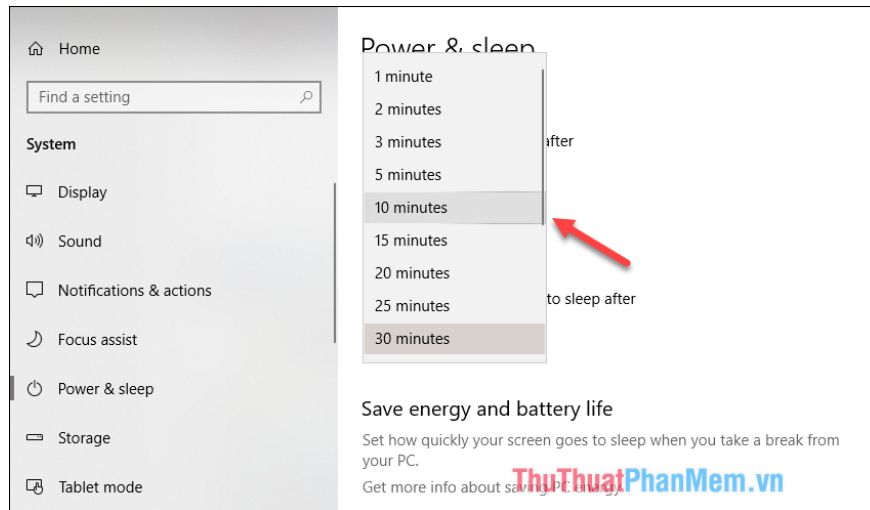 Home
Find a setting
System
Display
Sound
Notifications & actions
Focus assist
Power & sleep
Storage
Tablet mode
Power & sleep
1 minute
2 minutes
3 minutes
after
5 minutes
10 minutes
15 minutes
20 minutes
25 minutes
to sleep after
30 minutes
Save energy and battery life
Set how quickly your screen goes to sleep when you take a break from
your PC.
Get more info about saving PC energy
ThuThuatPhanMem.vn